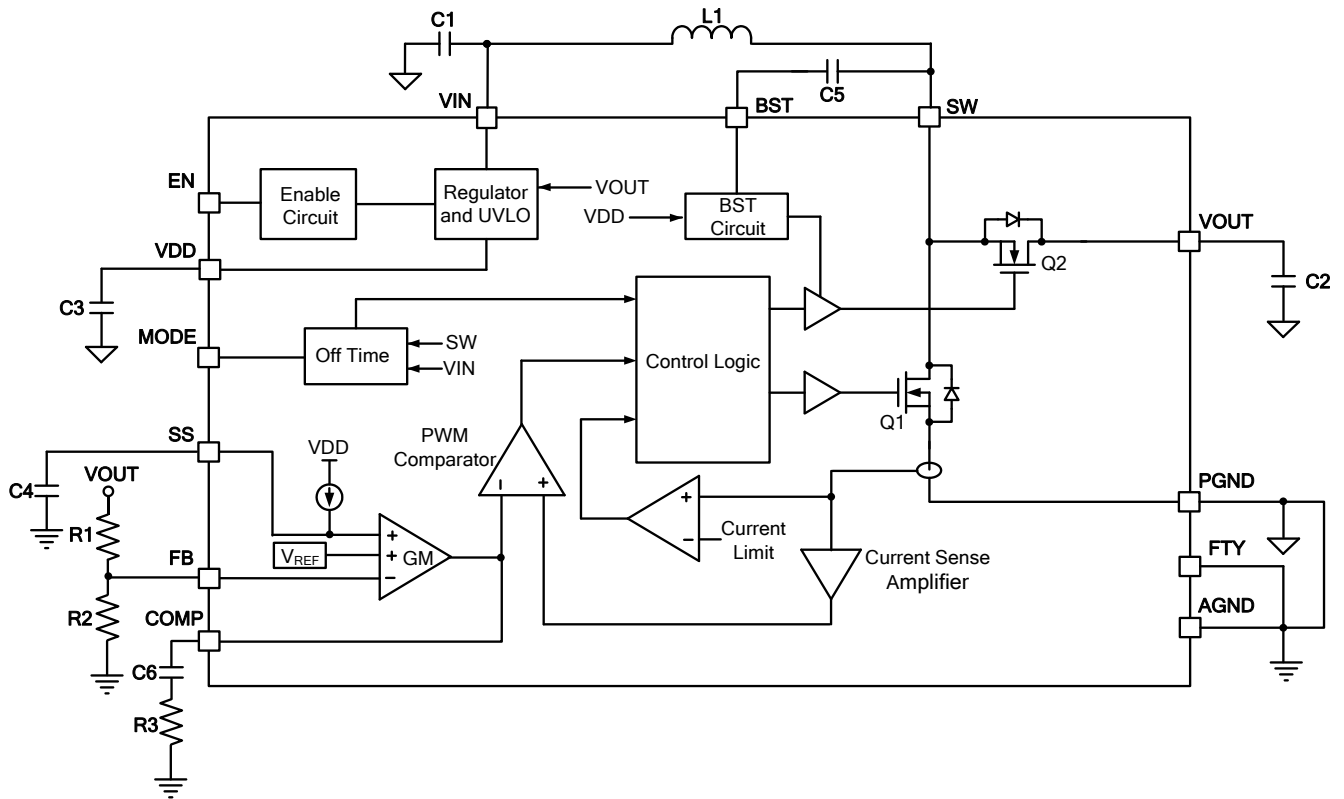 C1
L1
C5
VIN
BST
SW
EN
Enable
Circuit
Regulator
and UVLO
VOUT
VDD
BST
Circuit
VOUT
Q2
C2
VDD
C3
MODE
Off Time
SW
VIN
Control Logic
Q1
SS
C4
VOUT
R1
VDD
PWM
Comparator
–
+
+
–
Current
Limit
Current Sense
Amplifier
PGND
FTY
AGND
VREF
+
+
–
GM
FB
R2
COMP
C6
R3